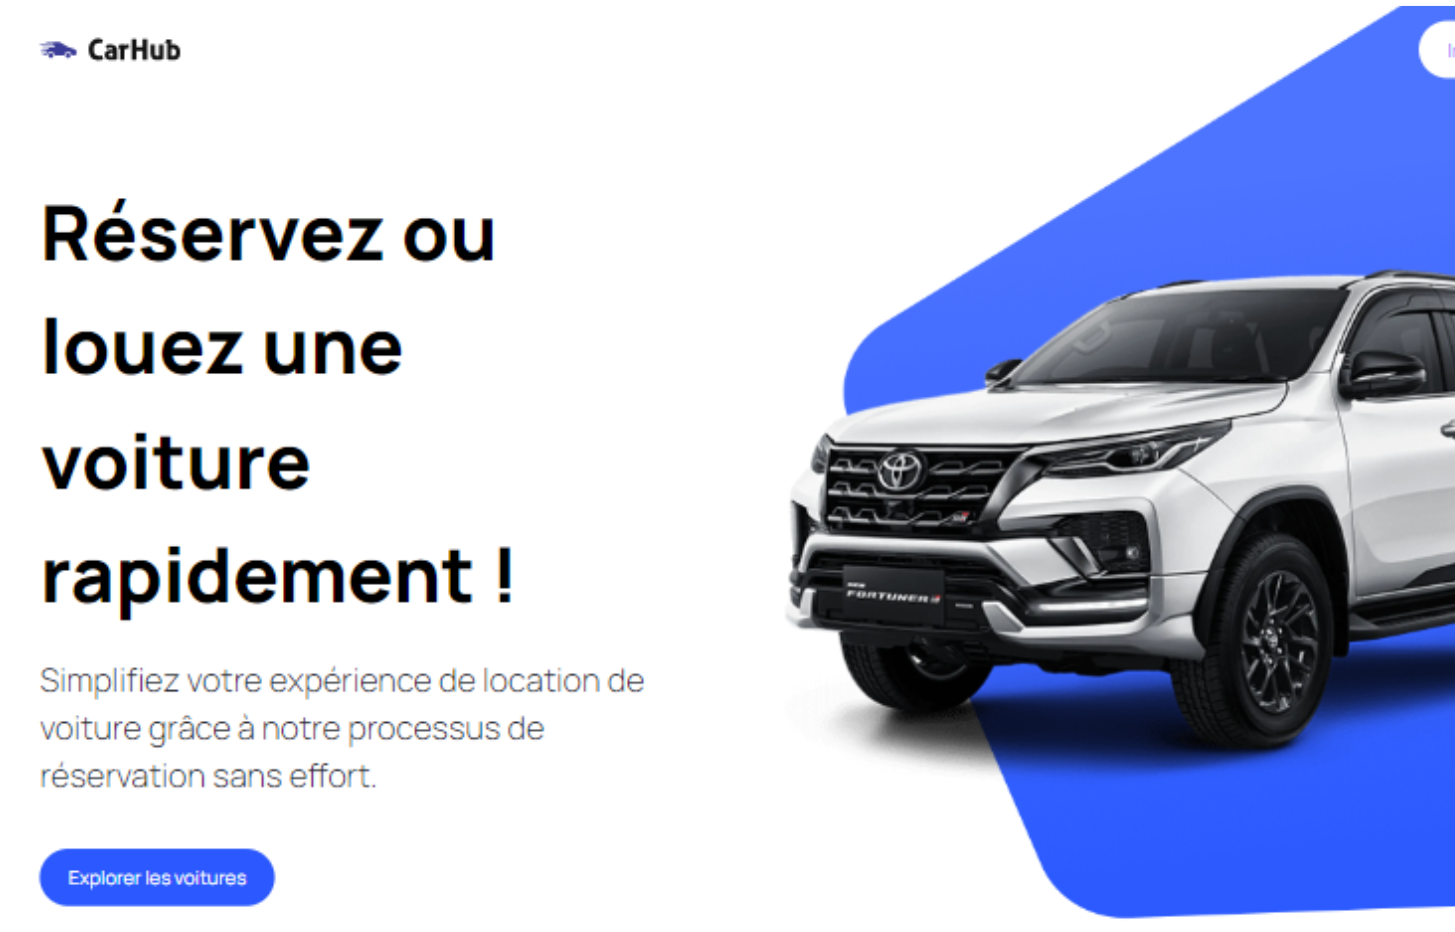 CarHub
Réservez ou
louez une
voiture
rapidement !
Simplifiez votre expérience de location de
voiture grâce à notre processus de
réservation sans effort.
Explorer les voitures
FORTUNER